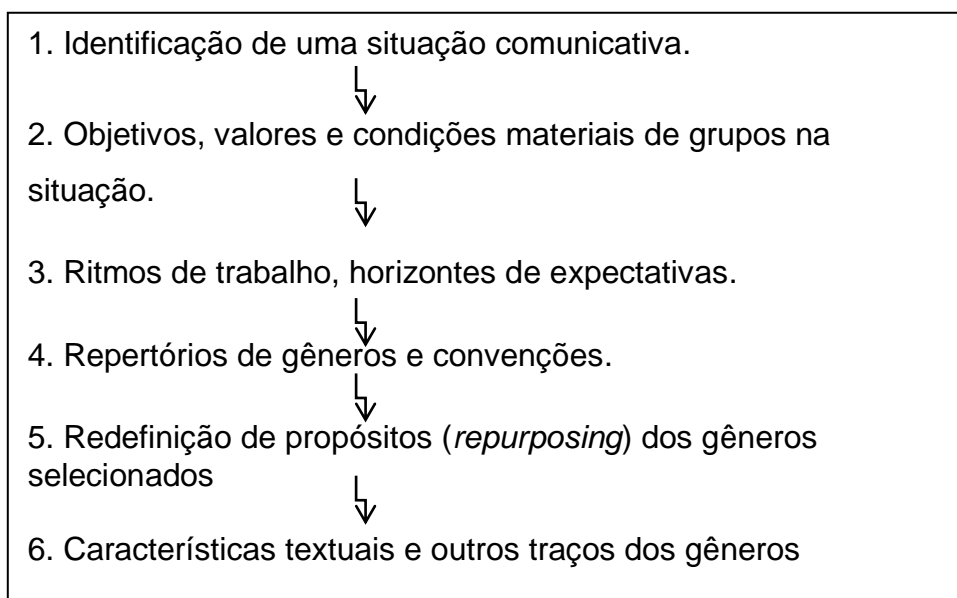 1. Identificação de uma situação comunicativa.
2. Objetivos, valores e condições materiais de grupos na
situação.
3. Ritmos de trabalho, horizontes de expectativas.
4. Repertórios de gêneros e convenções.
5. Redefinição de propósitos (repurposing) dos gêneros
selecionados
6. Características textuais e outros traços dos gêneros